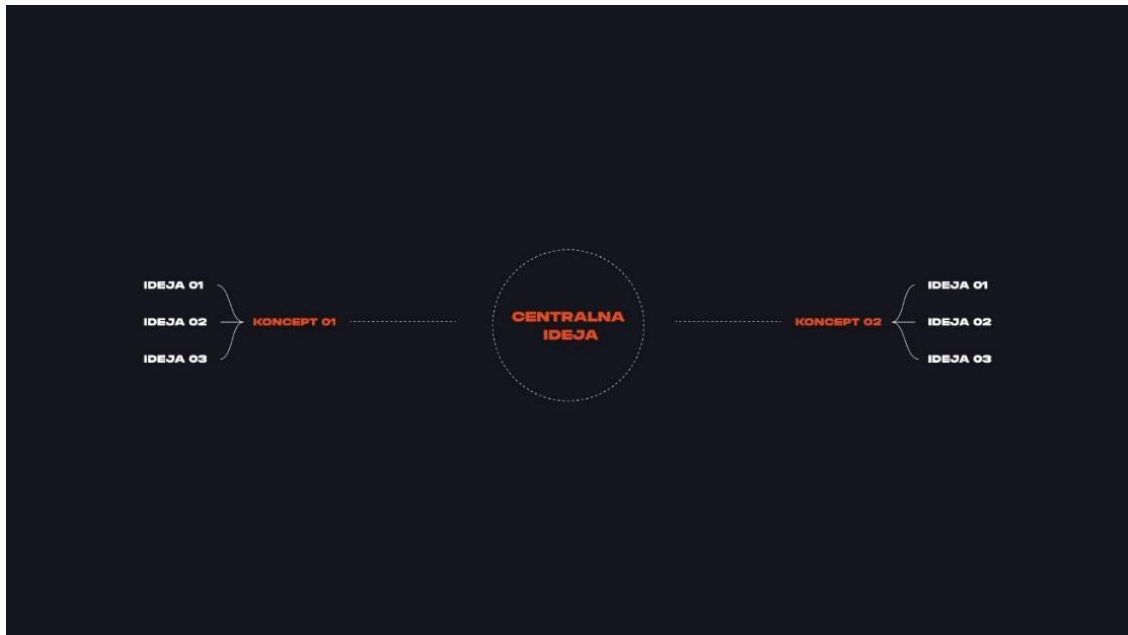 IDEJA 01
IDEJA 02
IDEJA 03
KONCEPT 01
CENTRALNA
IDEJA
KONCEPT 02
IDEJA 01
IDEJA 02
IDEJA 03